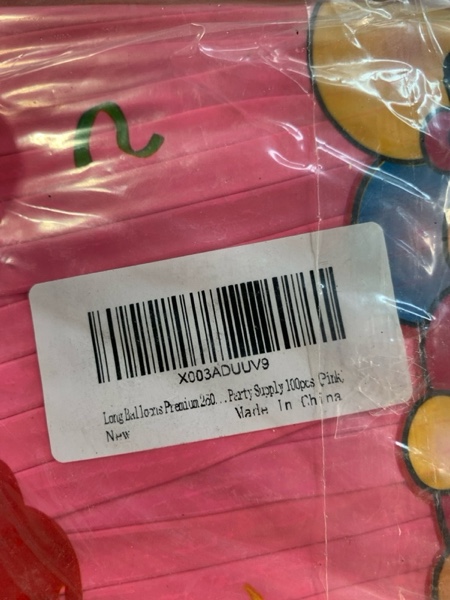 X003ADUUV9
Long Balloons Premium 260... Party Supply 100pcs (Pink)
New Made In China